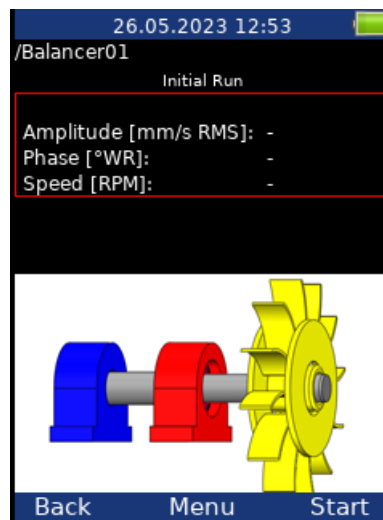 26.05.2023 12:53
/Balancer01
Initial Run
Amplitude [mm/s RMS]: -
Phase [°WR]: -
Speed [RPM]: -
Back Menu Start